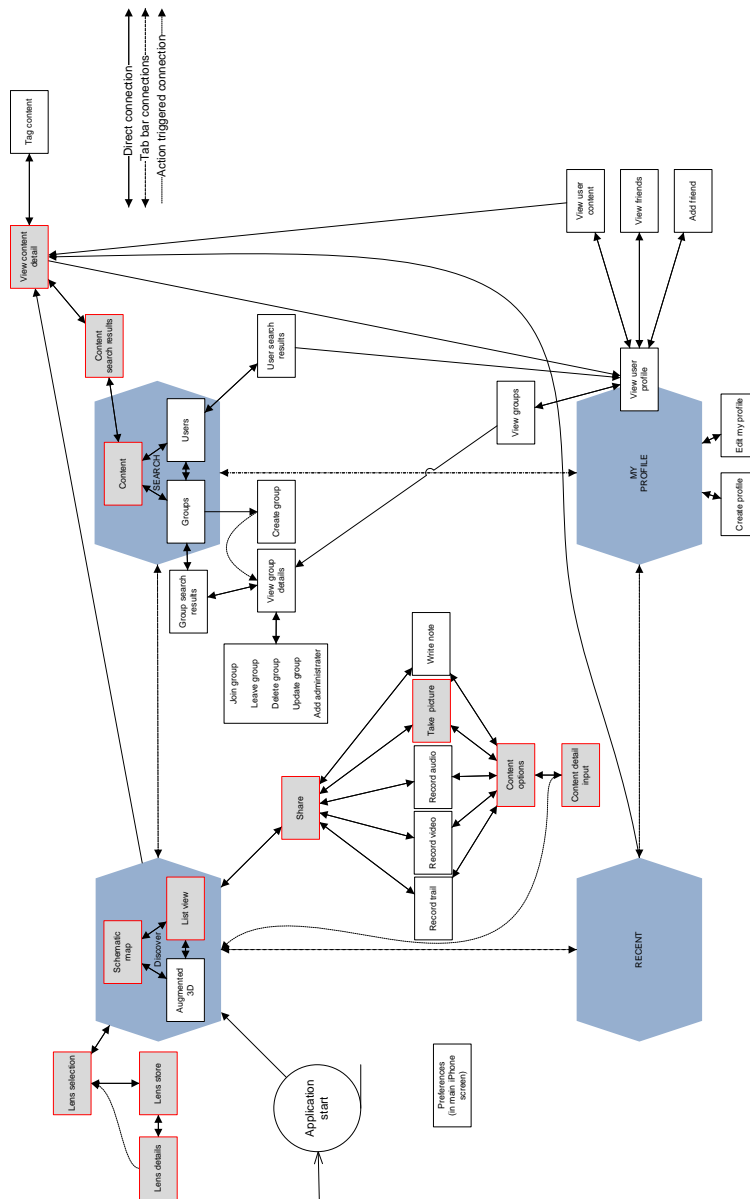 Direct connection
Tab bar connections
Action triggered connection
Tag content
View content
detail
Content
search results
Content
SEARCH
Users
Groups
User search
results
Group search
results
Create group
View group
details
Join group
Leave group
Delete group
Update group
Add administrater
View groups
View user
content
View friends
Add friend
View user
profile
MY
PROFILE
Edit my profile
Create profile
Schematic
map
Discover
List view
Augmented
3D
Share
Write note
Take picture
Record audio
Record video
Record trail
Content
options
Content detail
input
RECENT
Lens selection
Lens store
Lens details
Application
start
Preferences
(in main iPhone
screen)